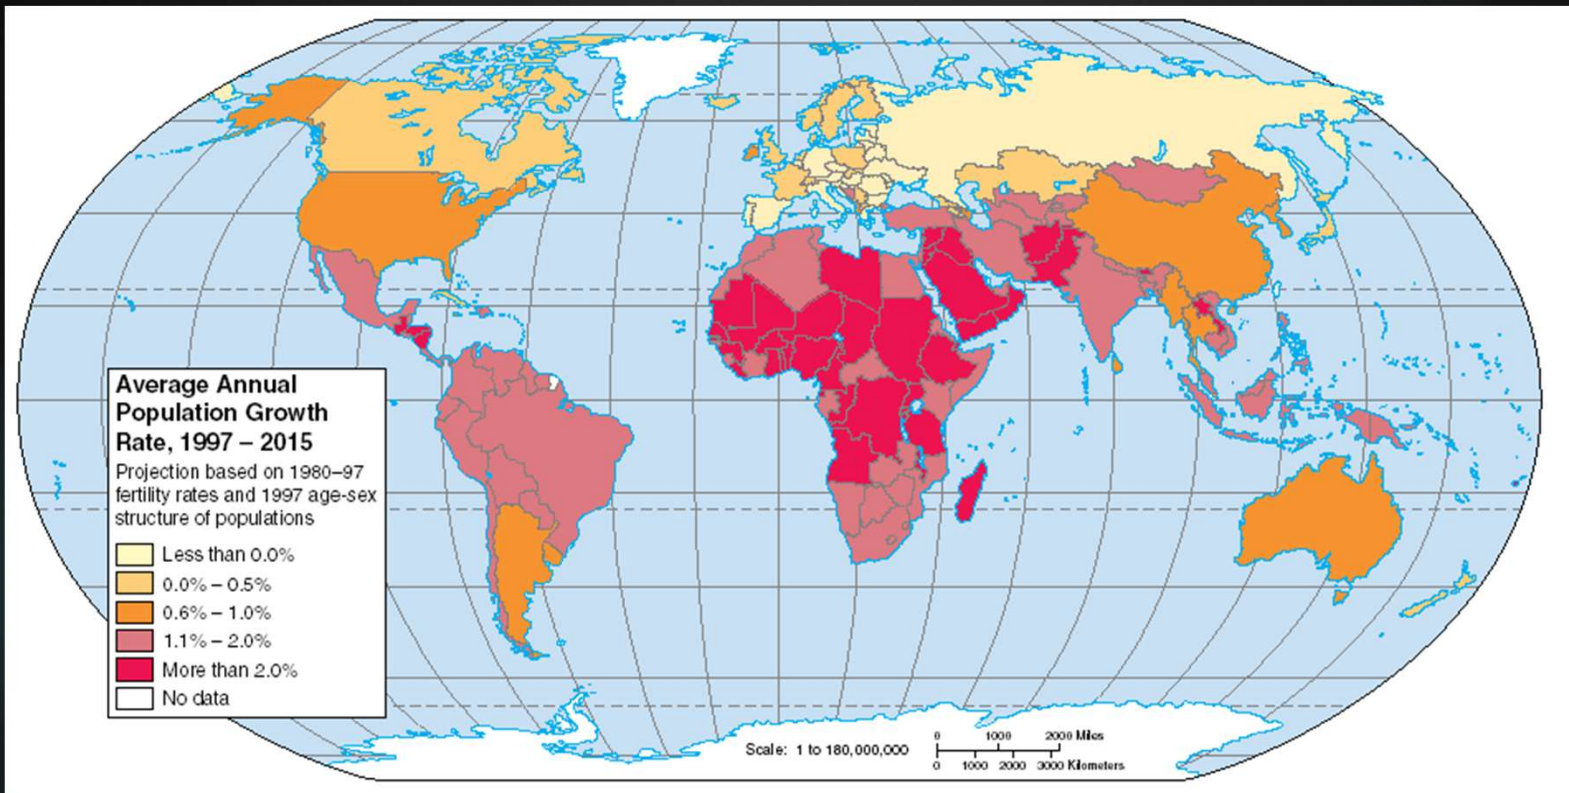 Average Annual
Population Growth
Rate, 1997 – 2015
Projection based on 1980–97
fertility rates and 1997 age-sex
structure of populations
Less than 0.0%
0.0% – 0.5%
0.6% – 1.0%
1.1% – 2.0%
More than 2.0%
No data
Scale: 1 to 180,000,000
0 1000 2000 Miles
0 1000 2000 3000 Kilometers